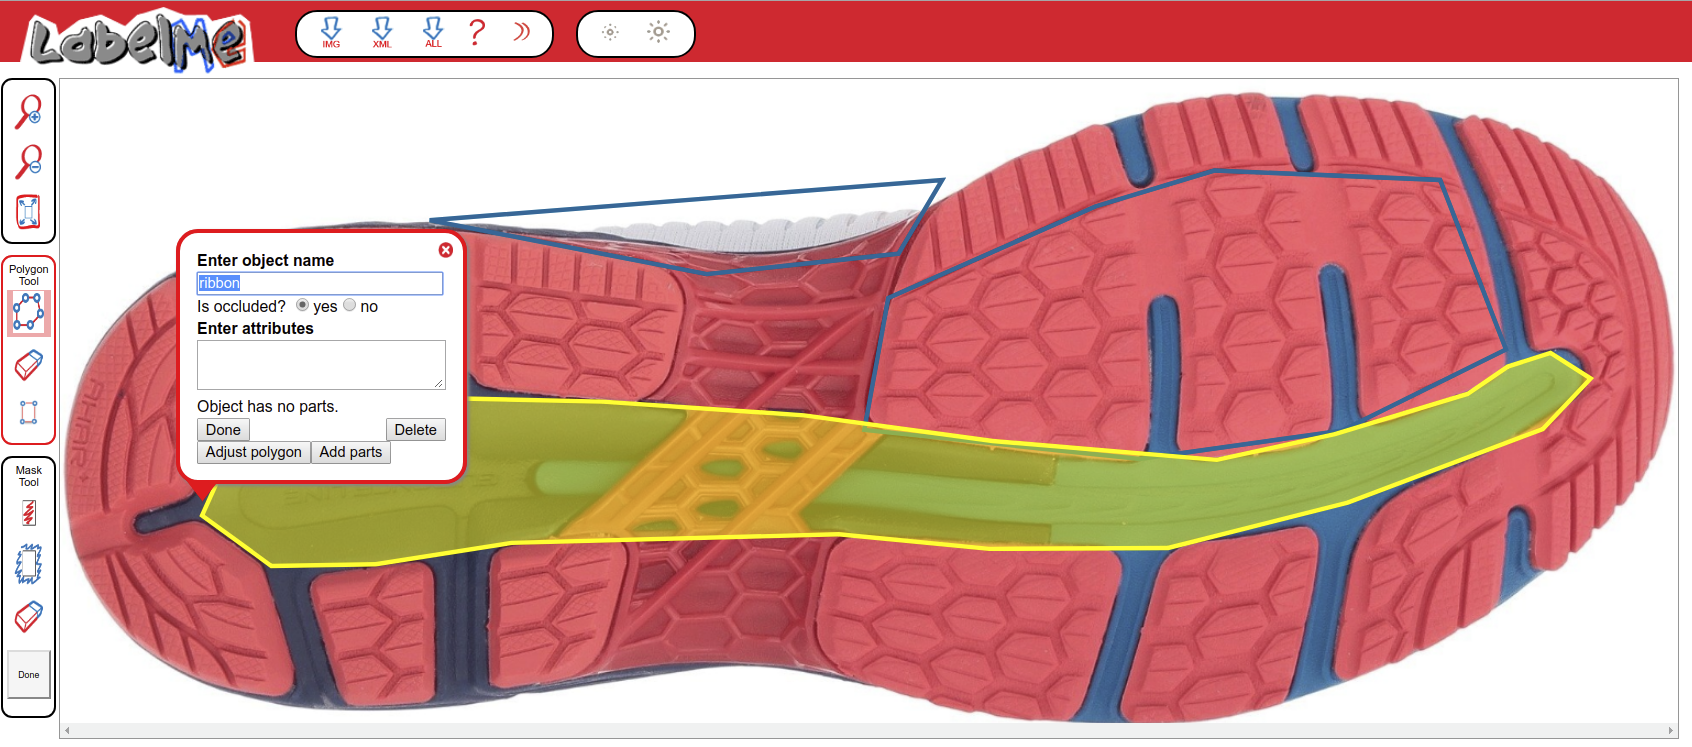 LabelMe
IMG
XML
ALL
?
Polygon
Tool
Mask
Tool
Done
Enter object name
ribbon
Is occluded? yes no
Enter attributes
Object has no parts.
Done Delete
Adjust polygon Add parts
AHAR+